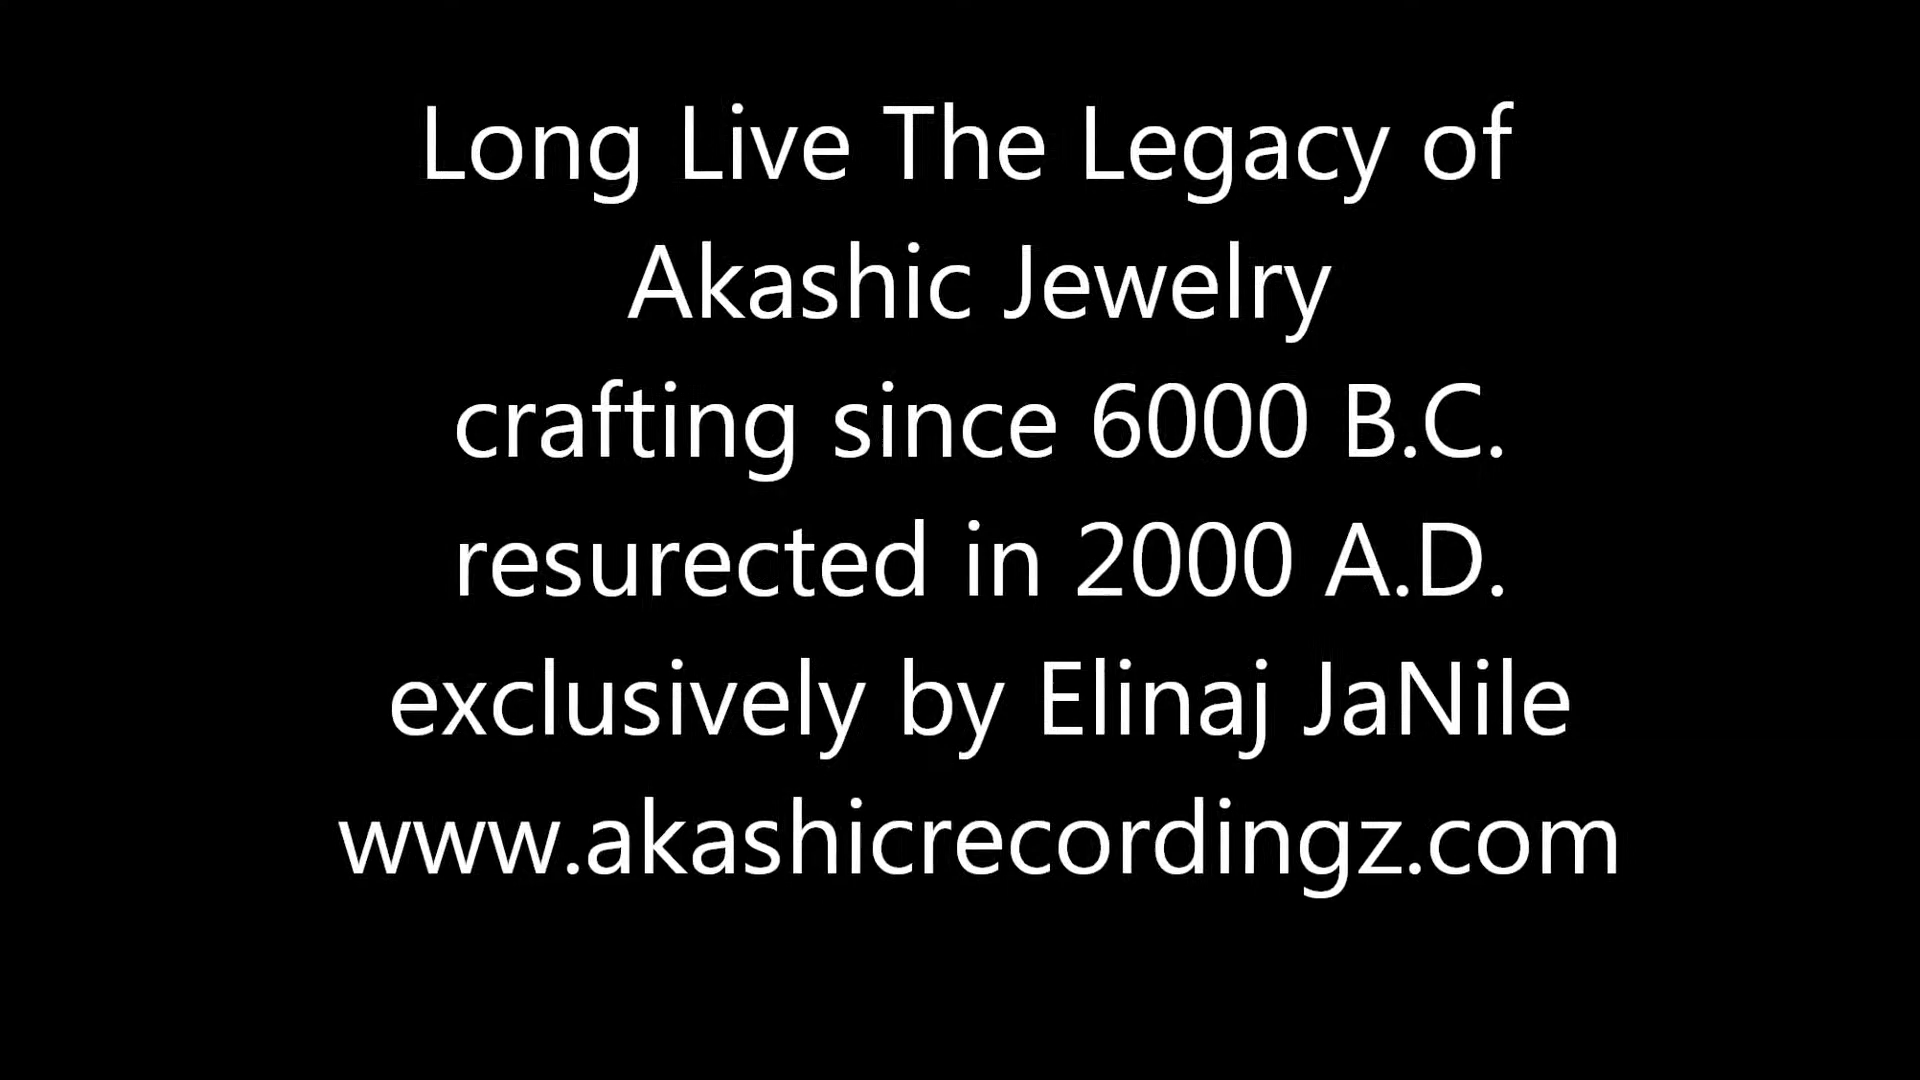 Long Live The Legacy of
Akashic Jewelry
crafting since 6000 B.C.
resurected in 2000 A.D.
exclusively by Elinaj JaNile
www.akashicrecordingz.com